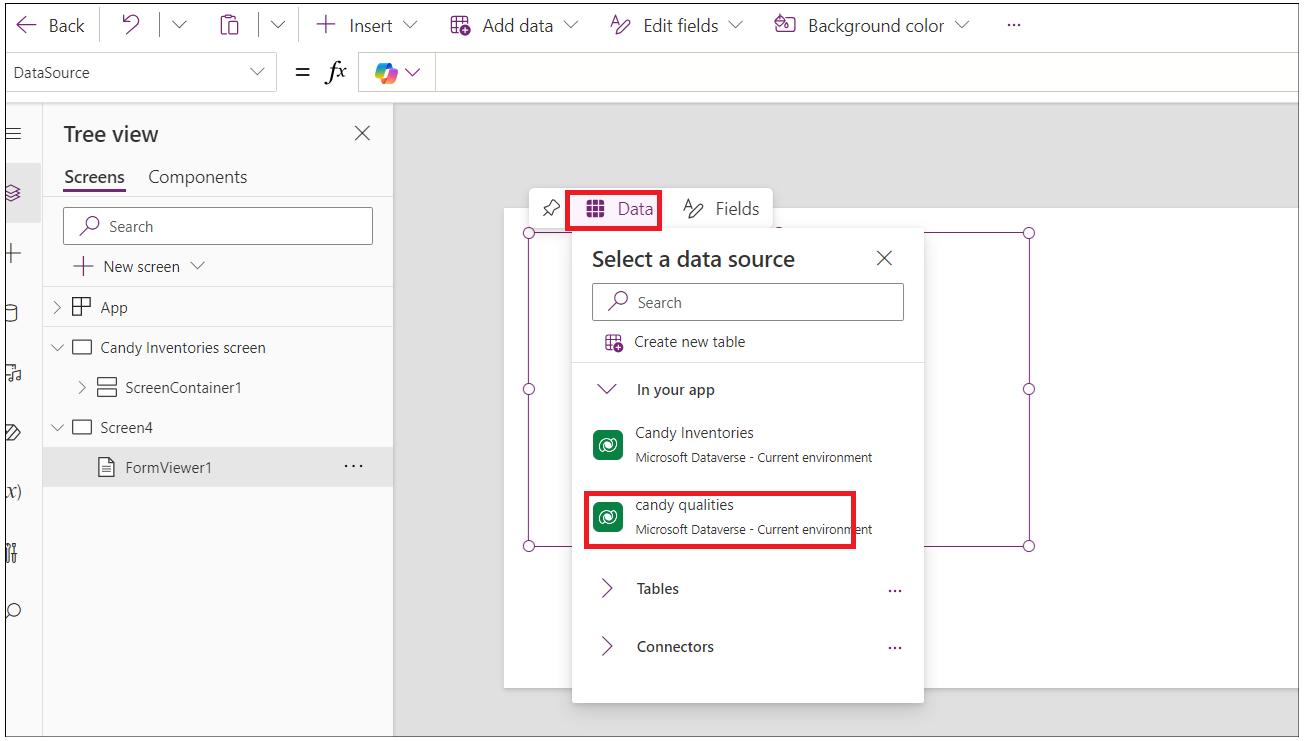 Back
Insert
Add data
Edit fields
Background color
...
DataSource
= fx
Tree view
Screens Components
Search
New screen
App
Candy Inventories screen
ScreenContainer1
Screen4
FormViewer1 ...
x)
Data Fields
Select a data source
Search
Create new table
In your app
Candy Inventories
Microsoft Dataverse - Current environment
candy qualities
Microsoft Dataverse - Current environment
Tables ...
Connectors ...